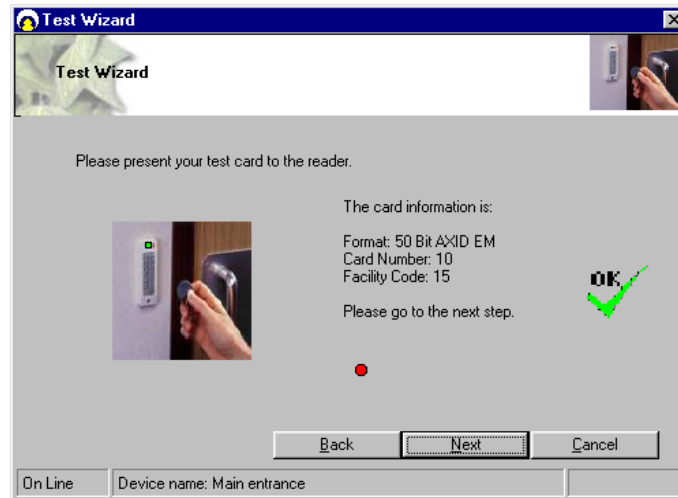 Test Wizard
Test Wizard
Please present your test card to the reader.
The card information is:
Format: 50 Bit AXID EM
Card Number: 10
Facility Code: 15
OK
Please go to the next step.
Back Next Cancel
On Line Device name: Main entrance